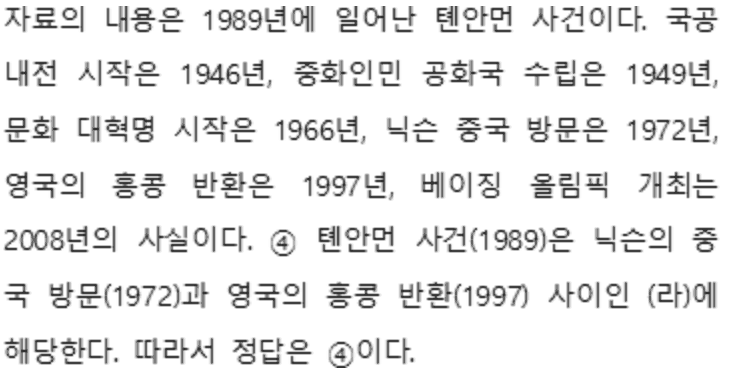 자료의 내용은 1989년에 일어난 톈안먼 사건이다. 국공
내전 시작은 1946년, 중화인민 공화국 수립은 1949년,
문화 대혁명 시작은 1966년, 닉슨 중국 방문은 1972년,
영국의 홍콩 반환은 1997년, 베이징 올림픽 개최는
2008년의 사실이다. ④ 톈안먼 사건(1989)은 닉슨의 중
국 방문(1972)과 영국의 홍콩 반환(1997) 사이인 (라)에
해당한다. 따라서 정답은 ④이다.